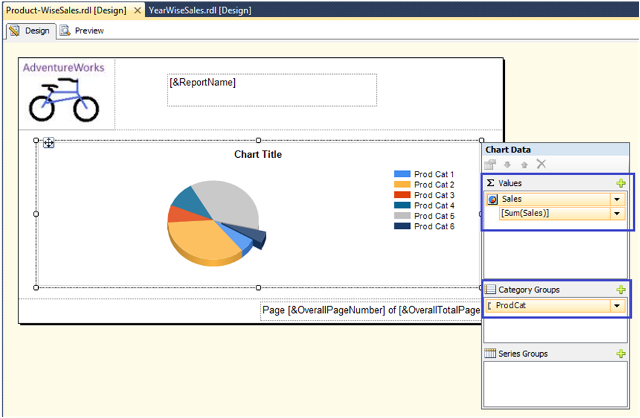 Product-WiseSales.rdl [Design] YearWiseSales.rdl [Design]
Design Preview
AdventureWorks
[&ReportName]
Chart Title
Prod Cat 1
Prod Cat 2
Prod Cat 3
Prod Cat 4
Prod Cat 5
Prod Cat 6
Page [&OverallPageNumber] of [&OverallTotalPage
Chart Data
Σ Values
Sales
[Sum(Sales)]
Category Groups
[ ProdCat
Series Groups